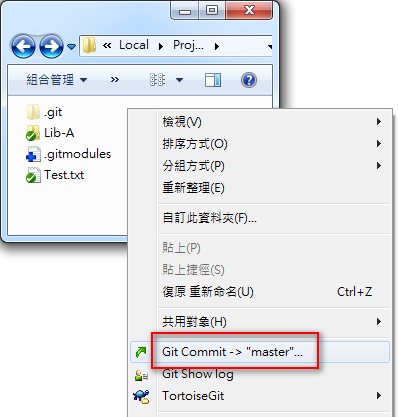 « Local ▸ Proj... ▸
組合管理 ▼ »
.git
Lib-A
.gitmodules
Test.txt
檢視(V)
排序方式(O)
分組方式(P)
重新整理(E)
自訂此資料夾(F)...
貼上(P)
貼上捷徑(S)
復原 重新命名(U) Ctrl+Z
共用對象(H)
Git Commit -> "master"...
Git Show log
TortoiseGit